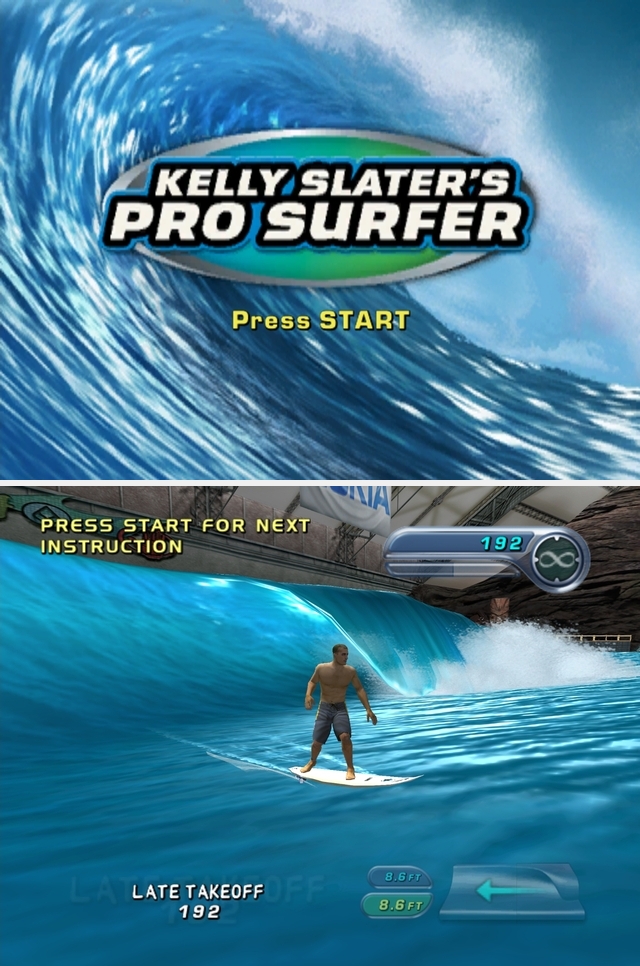 KELLY SLATER'S
PRO SURFER
Press START
PRESS START FOR NEXT
INSTRUCTION
192
LATE TAKEOFF
192
8.6 FT
8.6 FT